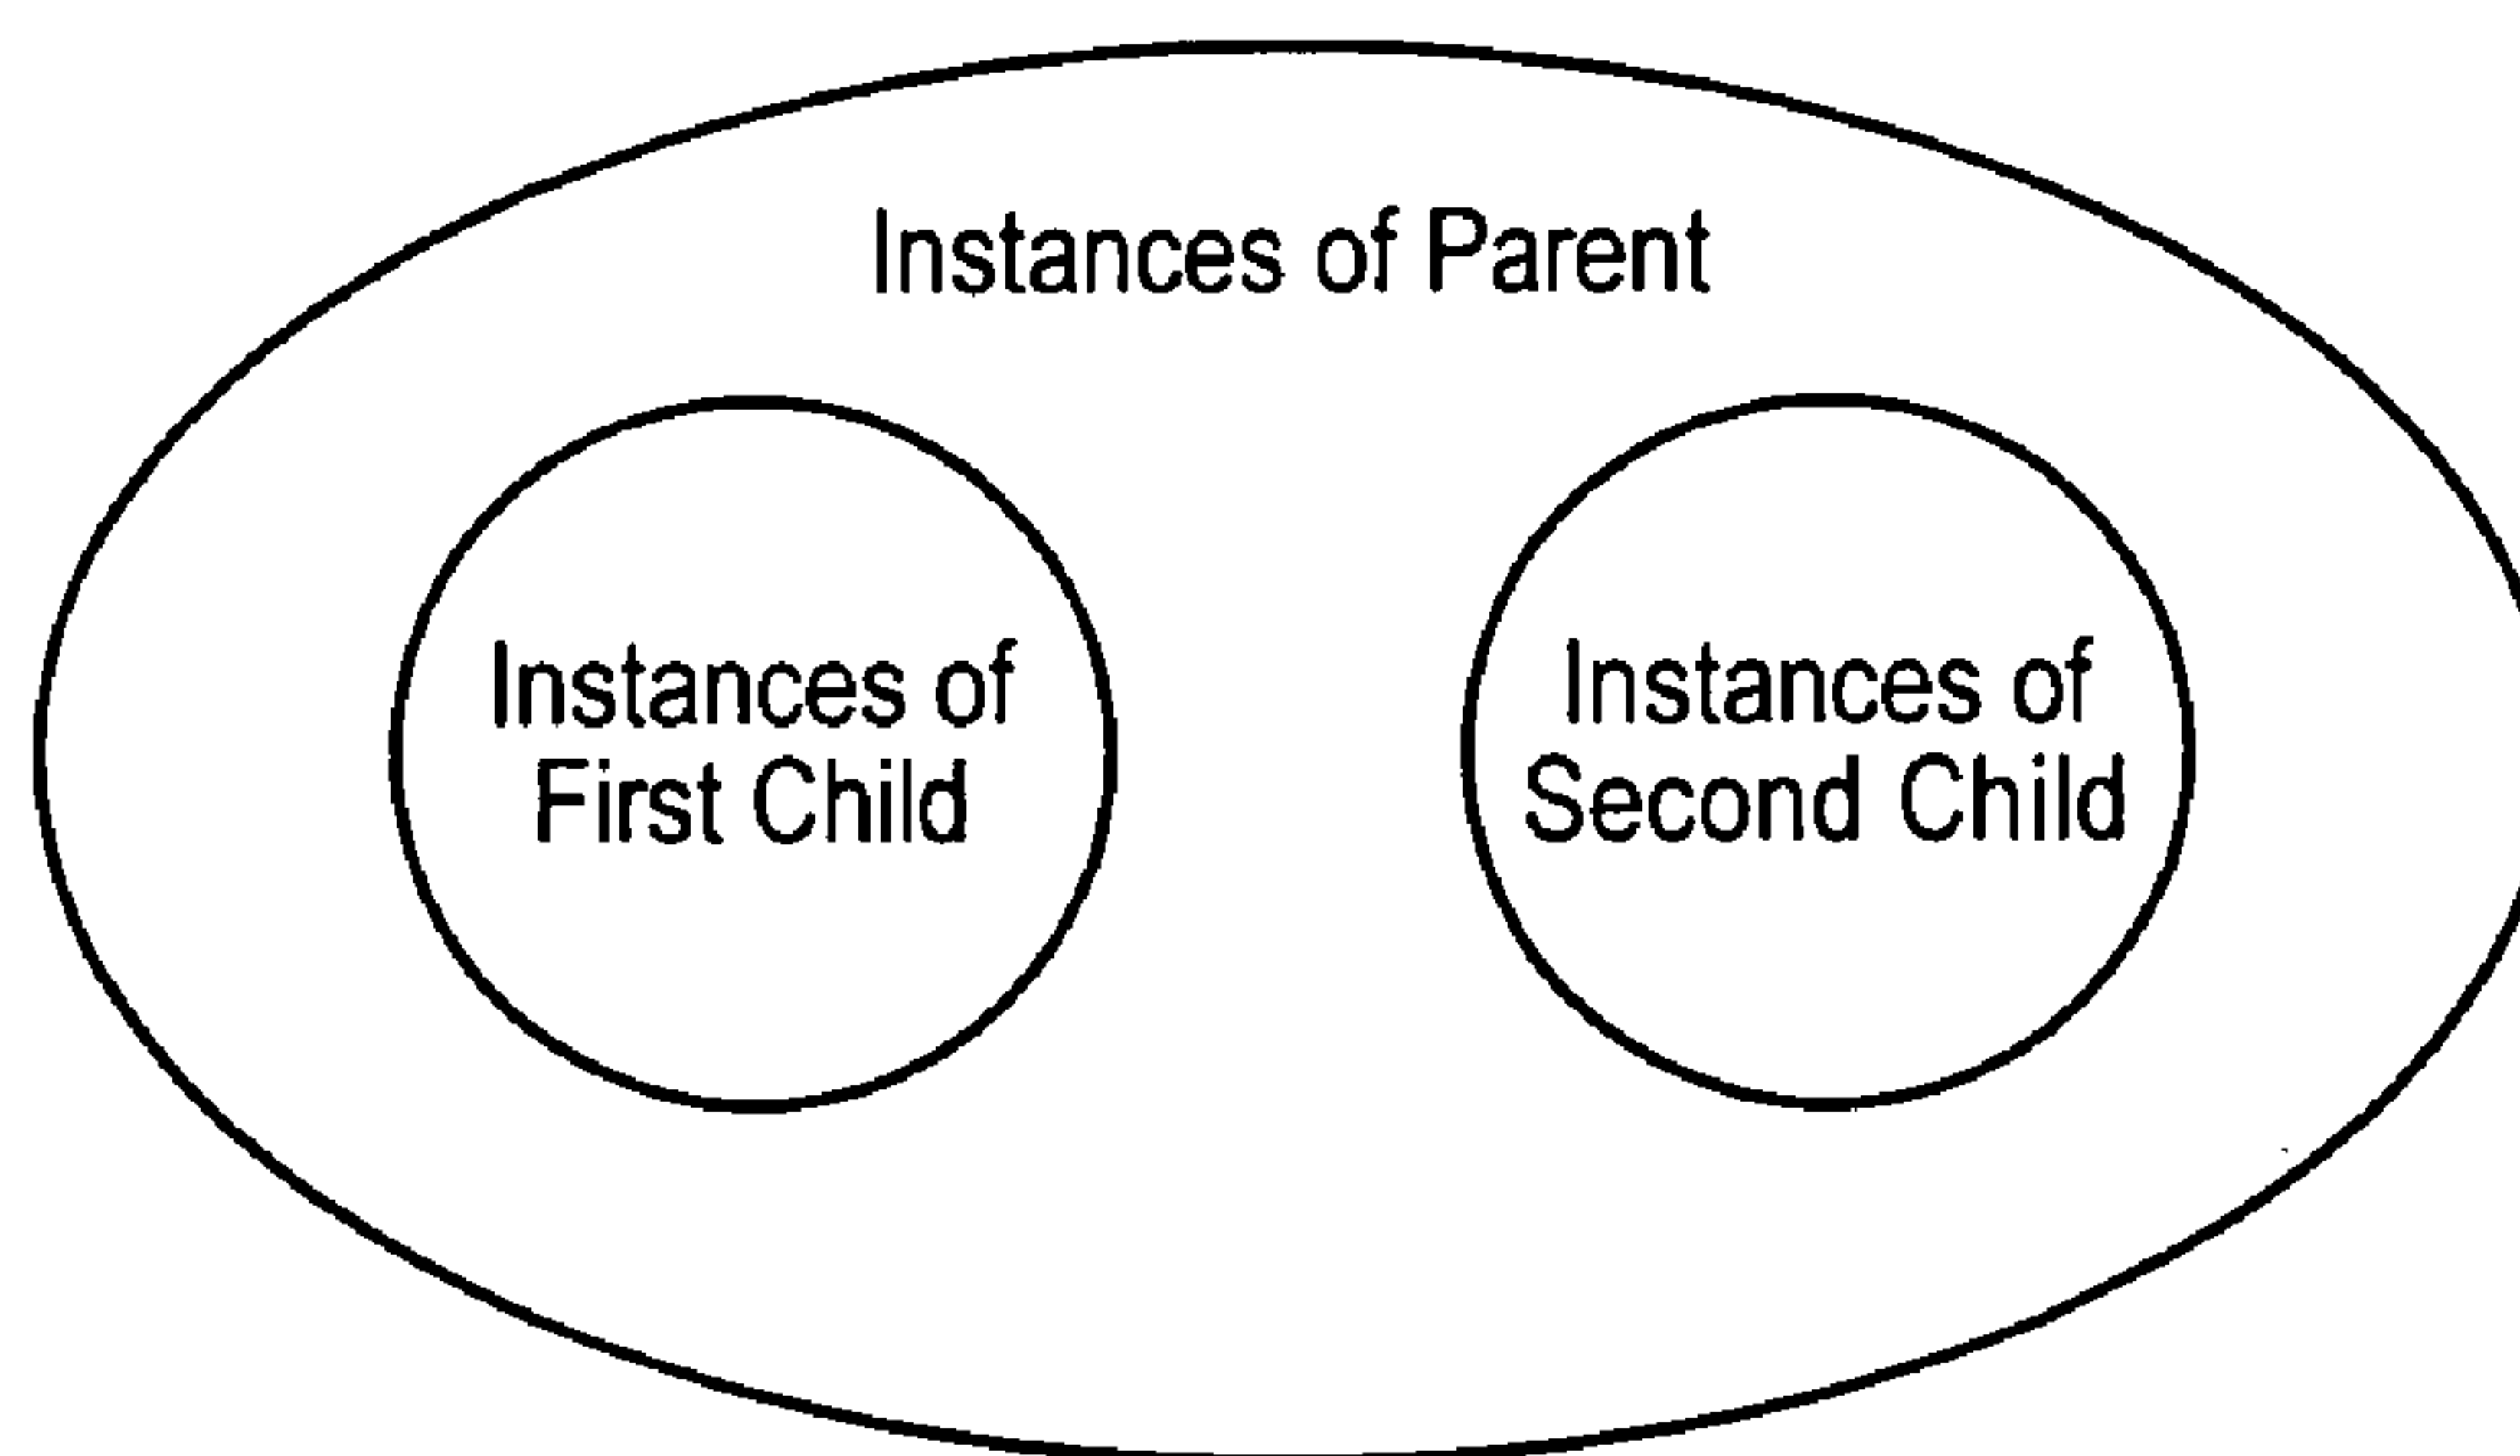 Instances of Parent
Instances of
First Child
Instances of
Second Child